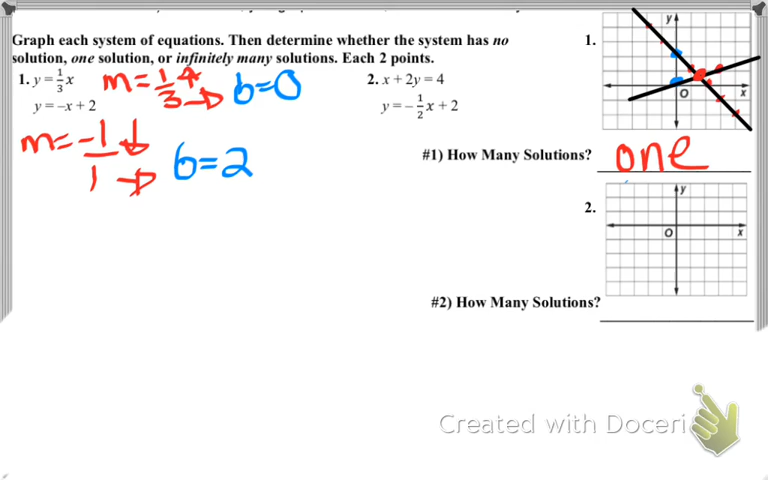 Graph each system of equations. Then determine whether the system has no
solution, one solution, or infinitely many solutions. Each 2 points.
1. y = 1/3 x
y = –x + 2
m = 1/3
b=0
m = -1/1
b=2
2. x + 2y = 4
y = – 1/2 x + 2
1.
y
O
x
#1) How Many Solutions? one
2.
y
O
x
#2) How Many Solutions?
Created with Doceri